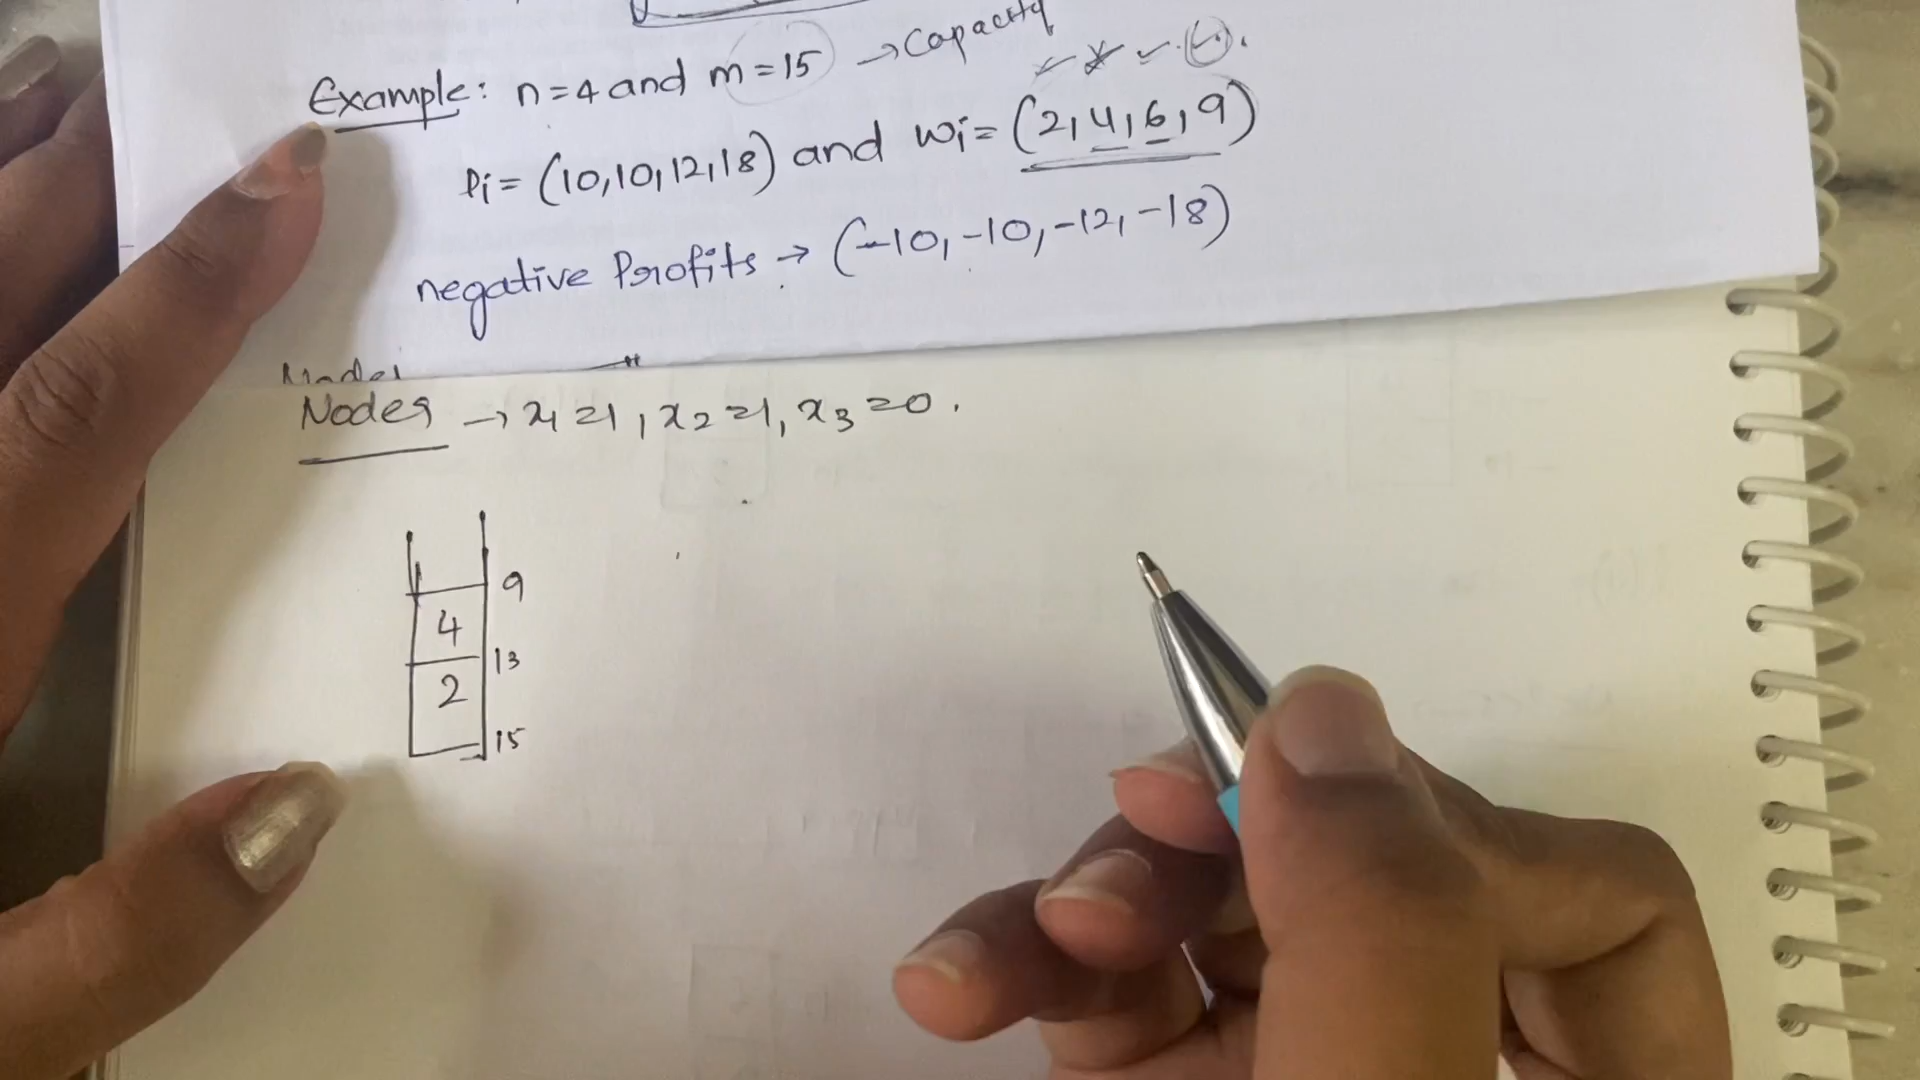 Example: n=4 and m=15 → Capacity
Pi = (10,10,12,18) and wi = (2,4,6,9)
negative Profits → (-10, -10, -12, -18)
Nodes → x1=1, x2=1, x3=0.
9
4
13
2
15